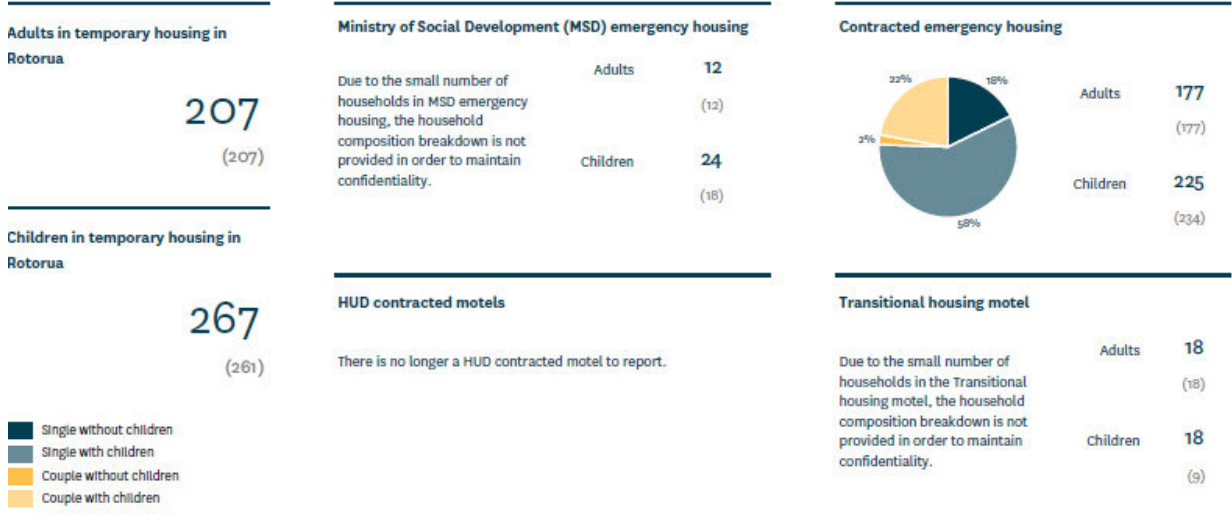 Adults in temporary housing in
Rotorua
207
(207)
Children in temporary housing in
Rotorua
267
(261)
Single without children
Single with children
Couple without children
Couple with children
Ministry of Social Development (MSD) emergency housing
Due to the small number of
households in MSD emergency
housing, the household
composition breakdown is not
provided in order to maintain
confidentiality.
Adults 12
(12)
Children 24
(18)
HUD contracted motels
There is no longer a HUD contracted motel to report.
Contracted emergency housing
22%
18%
2%
58%
Adults 177
(177)
Children 225
(234)
Transitional housing motel
Due to the small number of
households in the Transitional
housing motel, the household
composition breakdown is not
provided in order to maintain
confidentiality.
Adults 18
(18)
Children 18
(9)